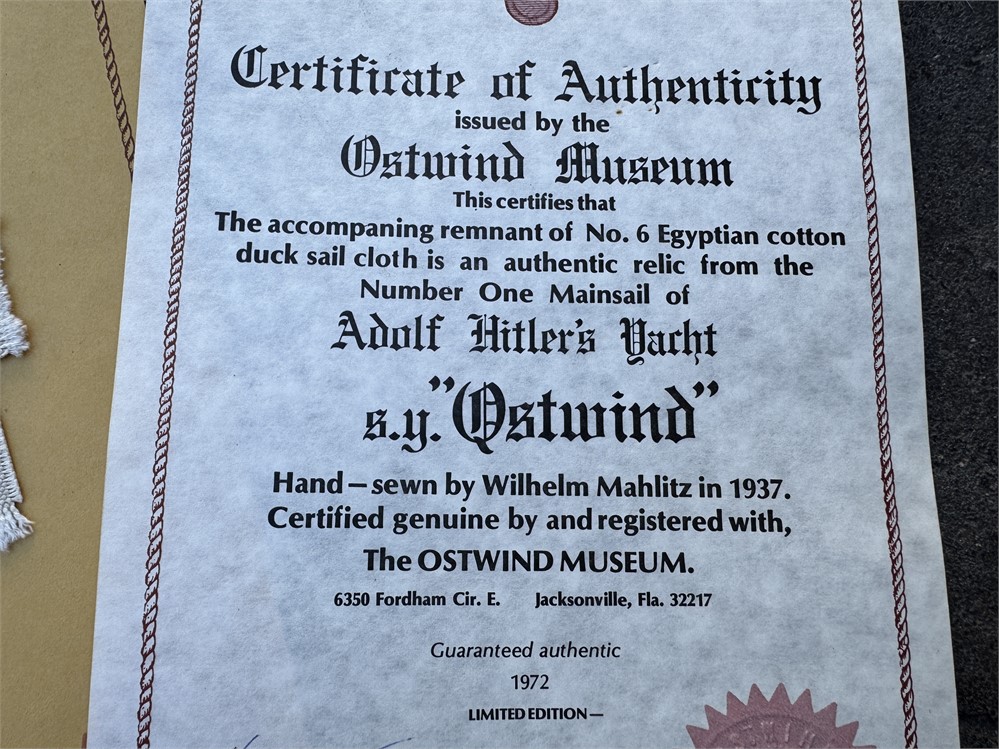 Certificate of Authenticity
issued by the
Ostwind Museum
This certifies that
The accompaning remnant of No. 6 Egyptian cotton
duck sail cloth is an authentic relic from the
Number One Mainsail of
Adolf Hitler's Yacht
s.y. "Ostwind"
Hand — sewn by Wilhelm Mahlitz in 1937.
Certified genuine by and registered with,
The OSTWIND MUSEUM.
6350 Fordham Cir. E. Jacksonville, Fla. 32217
Guaranteed authentic
1972
LIMITED EDITION —